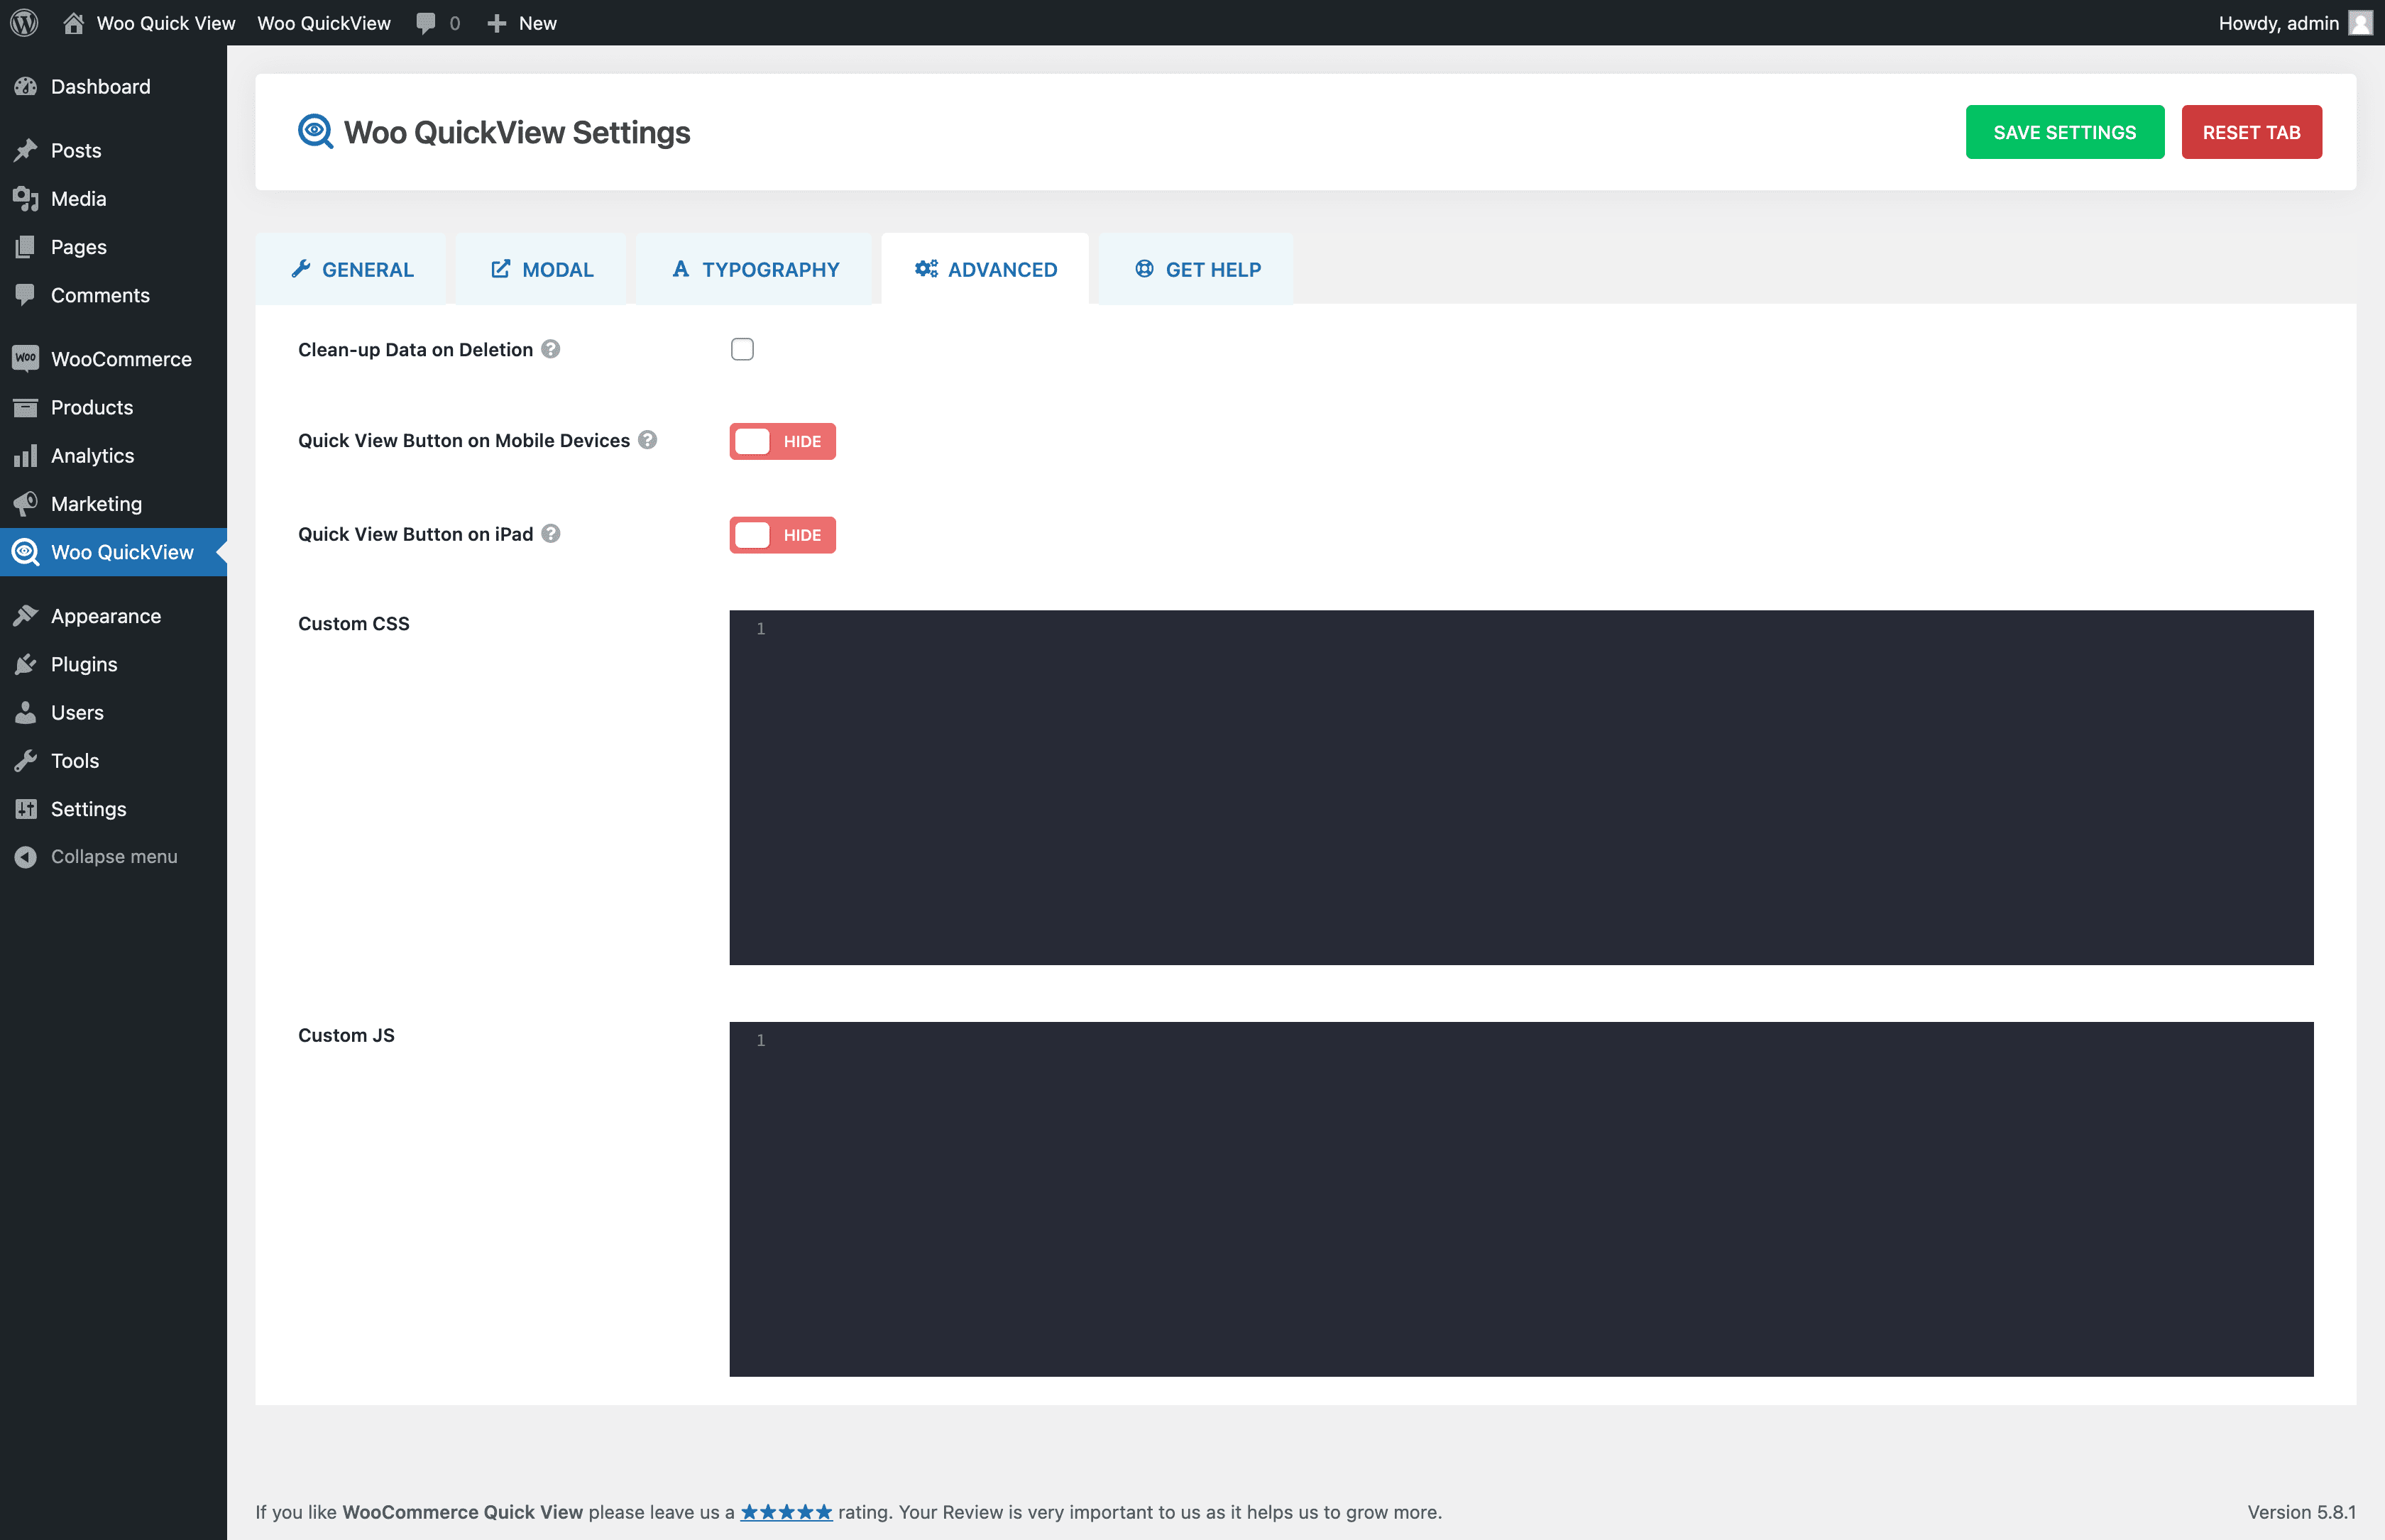 Woo Quick View Woo QuickView 0 New Howdy, admin
Dashboard
Posts
Media
Pages
Comments
WooCommerce
Products
Analytics
Marketing
Woo QuickView
Appearance
Plugins
Users
Tools
Settings
Collapse menu
Woo QuickView Settings
SAVE SETTINGS RESET TAB
GENERAL MODAL TYPOGRAPHY ADVANCED GET HELP
Clean-up Data on Deletion ?
Quick View Button on Mobile Devices ? HIDE
Quick View Button on iPad ? HIDE
Custom CSS
1
Custom JS
1
If you like WooCommerce Quick View please leave us a ★★★★★ rating. Your Review is very important to us as it helps us to grow more. Version 5.8.1